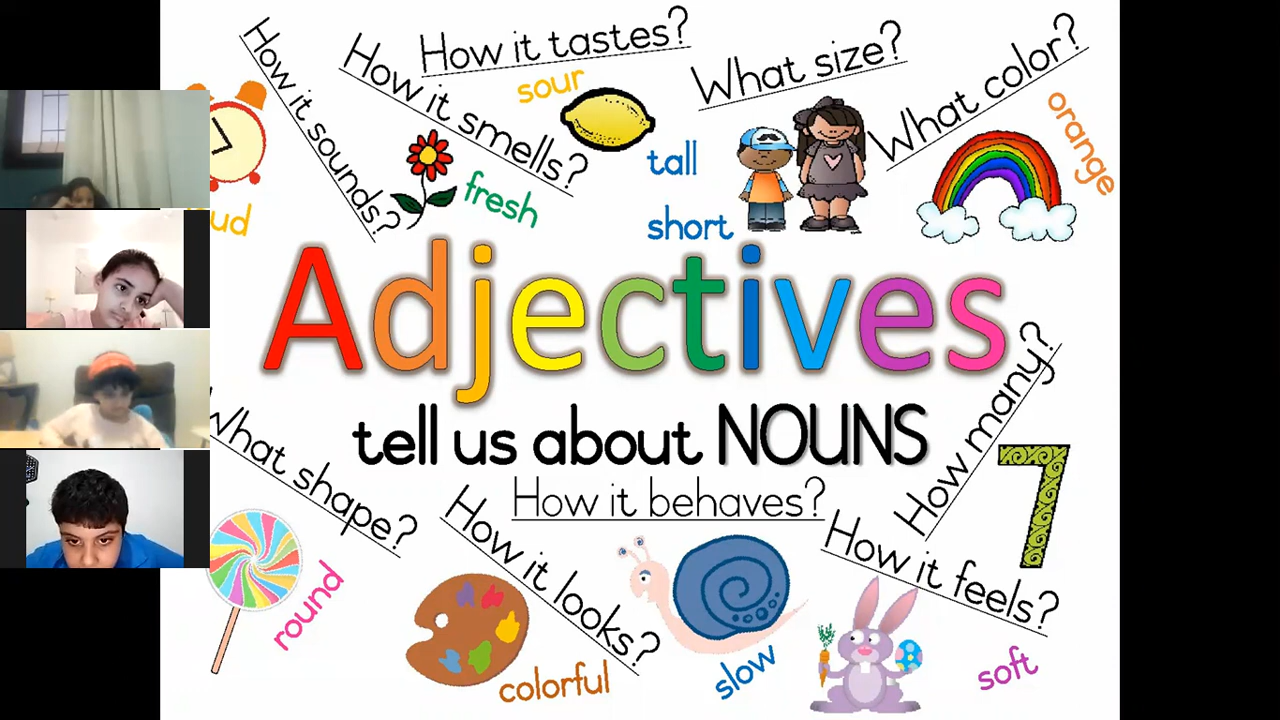 How it sounds?
How it smells?
How it tastes?
What size?
What color?
sour
fresh
tall
short
orange
Adjectives
tell us about NOUNS
What shape?
How it looks?
How it behaves?
How it feels?
How many?
7
round
colorful
slow
soft